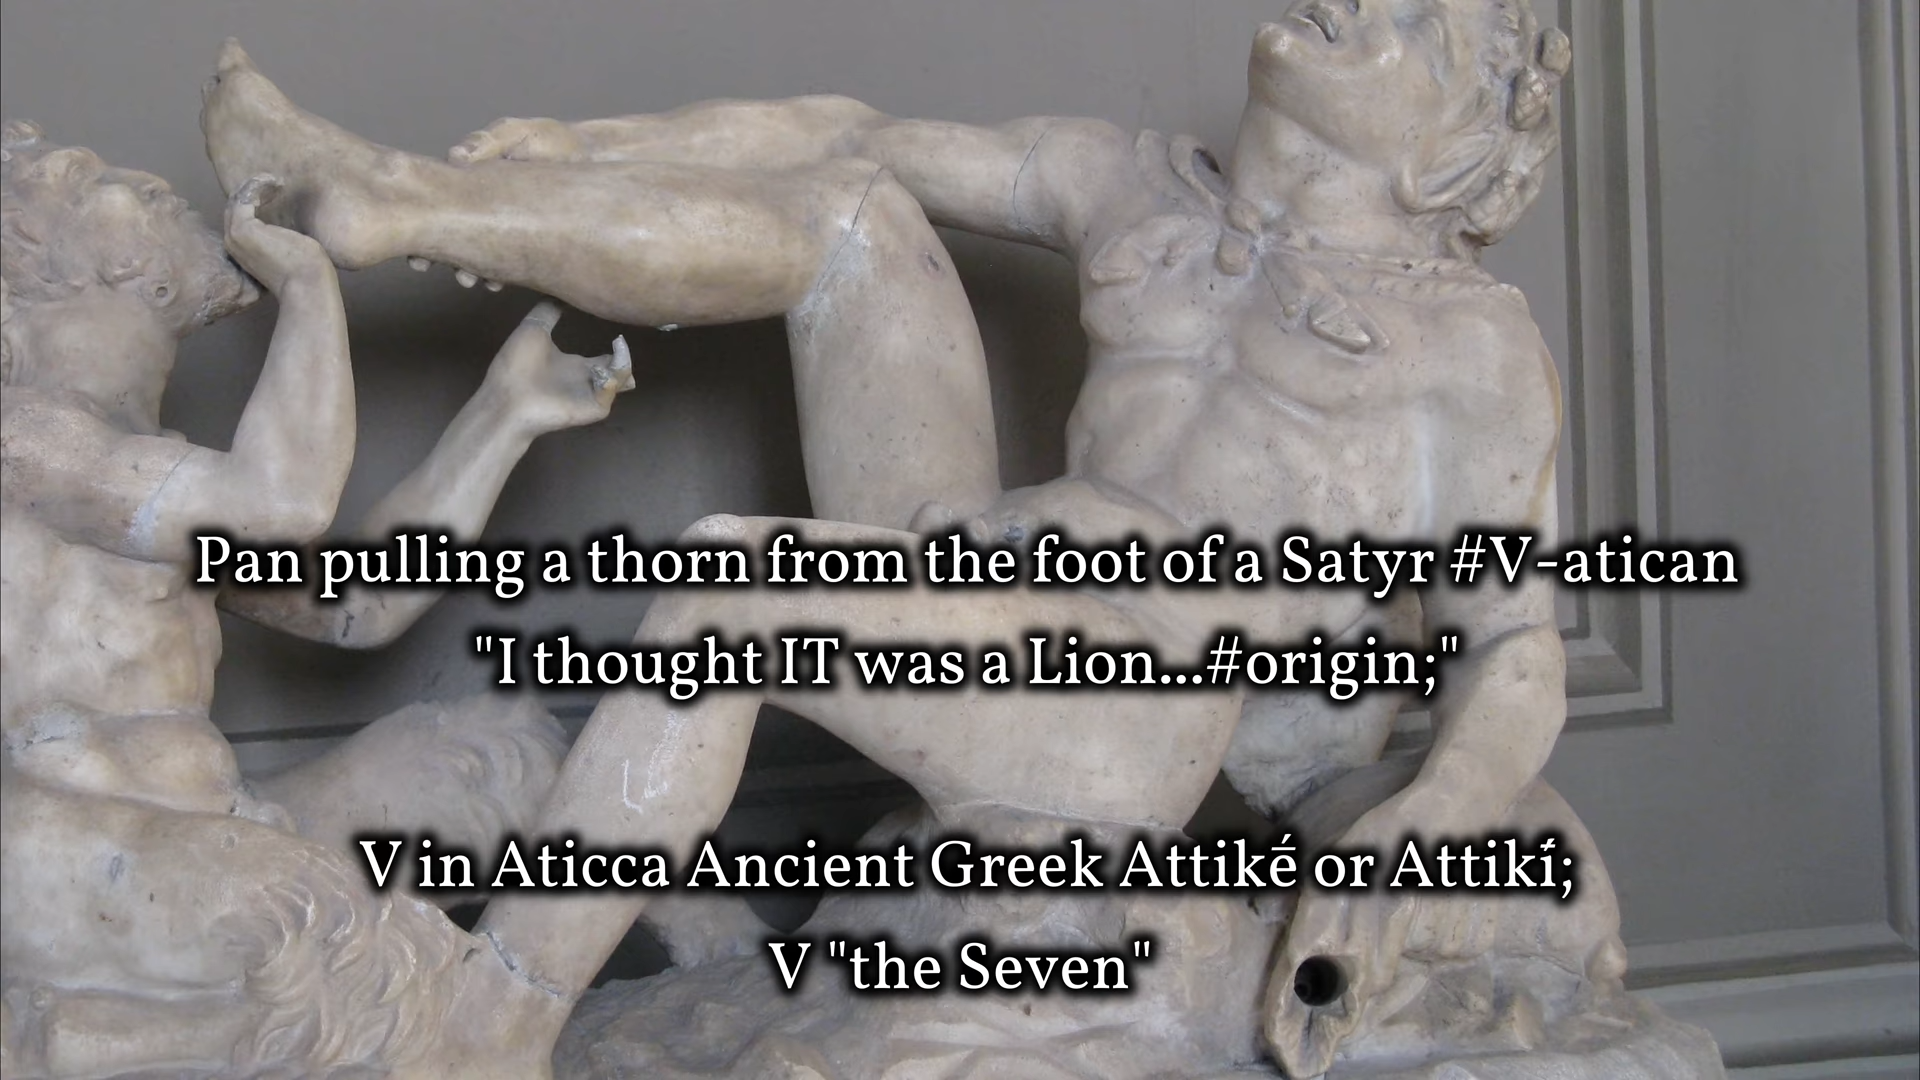 Pan pulling a thorn from the foot of a Satyr #V-atican
"I thought IT was a Lion...#origin;"
V in Aticca Ancient Greek Attikḗ or Attikí̄;
V "the Seven"